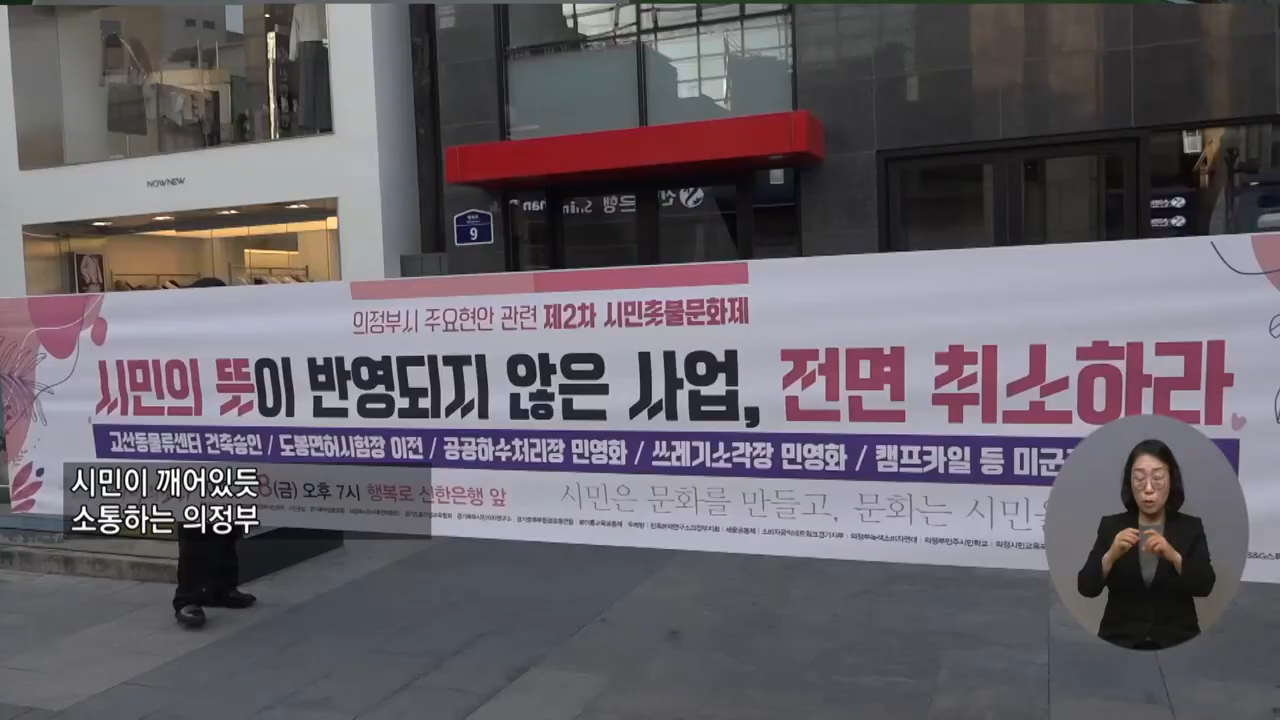 NOWNEW
9
의정부시 주요현안 관련 제2차 시민촛불문화제
시민의 뜻이 반영되지 않은 사업, 전면 취소하라
고산동물류센터 건축승인 / 도봉면허시험장 이전 / 공공하수처리장 민영화 / 쓰레기소각장 민영화 / 캠프카일 등 미군
(금) 오후 7시 행복로 신한은행 앞
시민은 문화를 만들고, 문화는 시민을
시민이 깨어있듯
소통하는 의정부